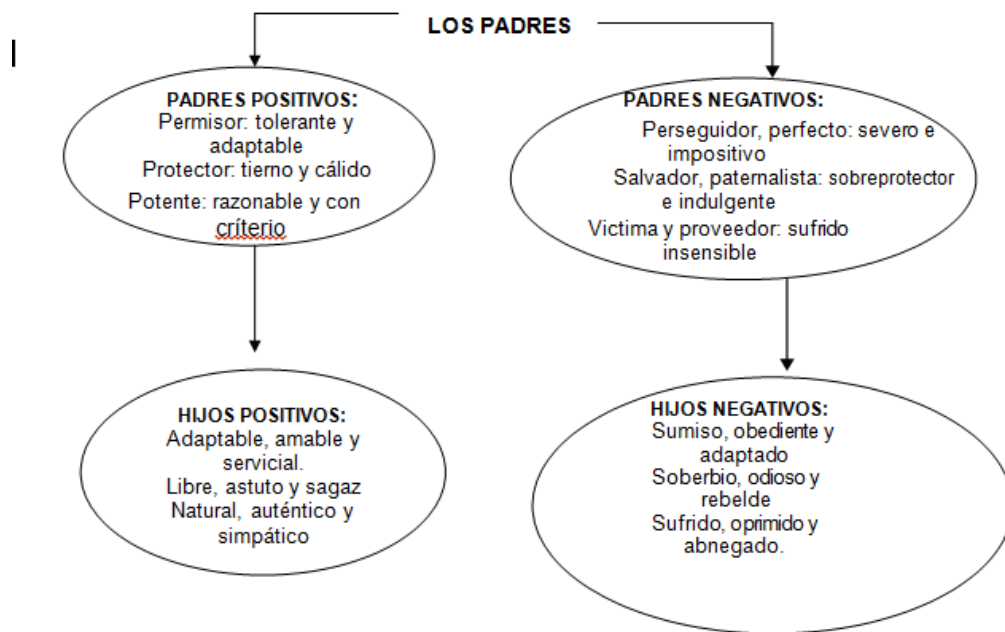 LOS PADRES
PADRES POSITIVOS:
Permisor: tolerante y
adaptable
Protector: tierno y cálido
Potente: razonable y con
críterio
PADRES NEGATIVOS:
Perseguidor, perfecto: severo e
impositivo
Salvador, paternalista: sobreprotector
e indulgente
Victima y proveedor: sufrido
insensible
HIJOS POSITIVOS:
Adaptable, amable y
servicial.
Libre, astuto y sagaz
Natural, auténtico y
simpático
HIJOS NEGATIVOS:
Sumiso, obediente y
adaptado
Soberbio, odioso y
rebelde
Sufrido, oprimido y
abnegado.